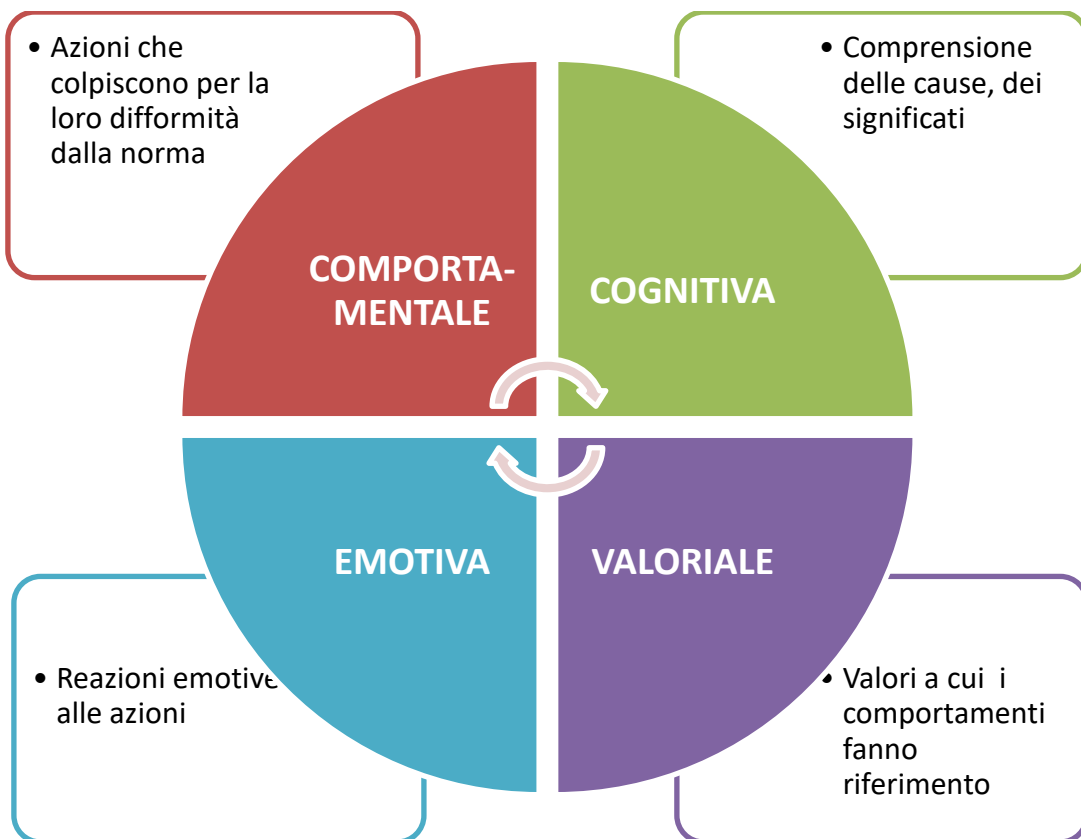 • Azioni che
colpiscono per la
loro difformità
dalla norma
• Comprensione
delle cause, dei
significati
COMPORTA-
MENTALE
COGNITIVA
EMOTIVA
VALORIALE
• Reazioni emotive
alle azioni
• Valori a cui i
comportamenti
fanno
riferimento